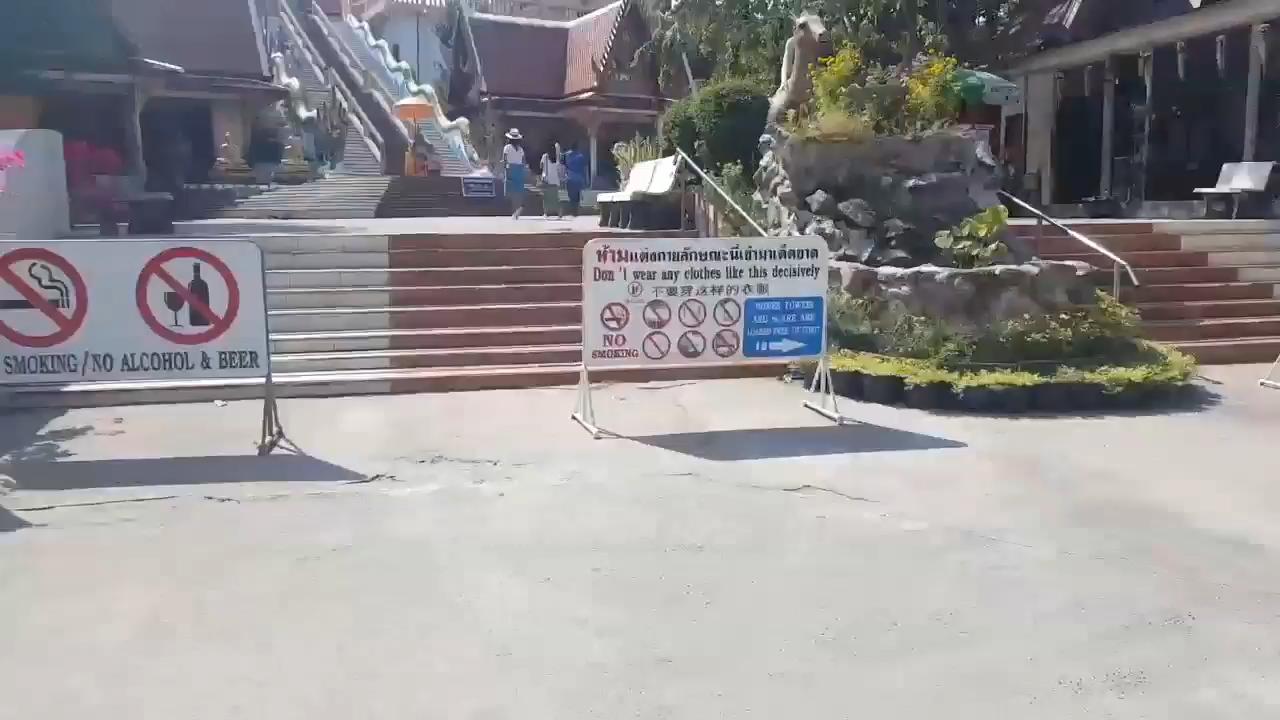 SMOKING / NO ALCOHOL & BEER
ห้ามแต่งกายลักษณะนี้เข้ามาเด็ดขาด
Don't wear any clothes like this decisively
不要穿这样的衣服
NO
SMOKING